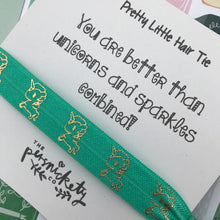 Pretty Little Hair Tie
You are better than
unicorns and sparkles
combined!!
The
persnickety